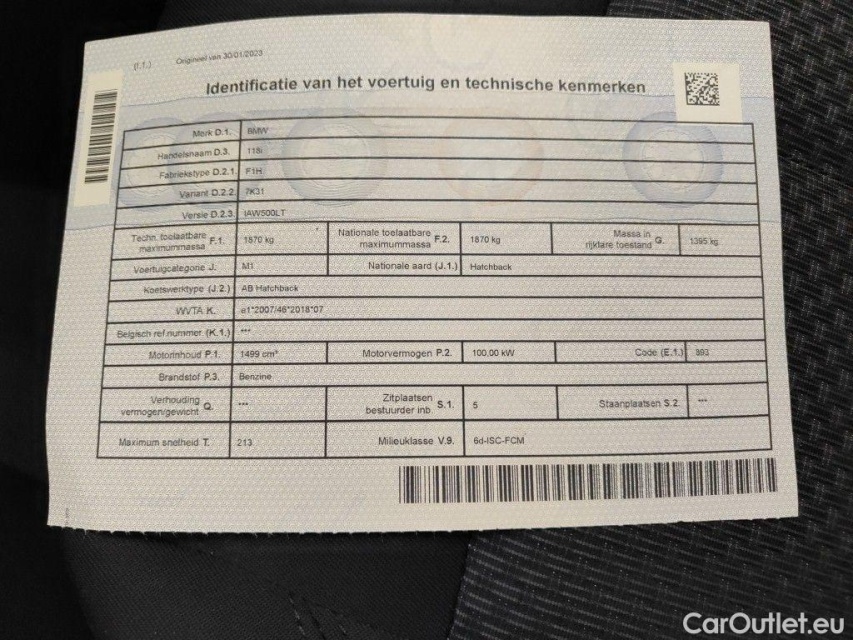 (I.1.) Origineel van 30/01/2023
Identificatie van het voertuig en technische kenmerken
Merk D.1. BMW
Handelsnaam D.3. 118i
Fabriekstype D.2.1. F1H
Variant D.2.2. 7K31
Versie D.2.3. IAW500LT
Techn. toelaatbare maximummassa F.1. 1870 kg Nationale toelaatbare maximummassa F.2. 1870 kg Massa in rijklare toestand G. 1395 kg
Voertuigcategorie J. M1 Nationale aard (J.1.) Hatchback
Koetswerktype (J.2.) AB Hatchback
WVTA K. e1*2007/46*2018*07
Belgisch ref.nummer (K.1.) ***
Motorinhoud P.1. 1499 cm³ Motorvermogen P.2. 100,00 kW Code (E.1.) 893
Brandstof P.3. Benzine
Verhouding vermogen/gewicht Q. *** Zitplaatsen bestuurder inb. S.1. 5 Staanplaatsen S.2. ***
Maximum snelheid T. 213 Milieuklasse V.9. 6d-ISC-FCM
CarOutlet.eu